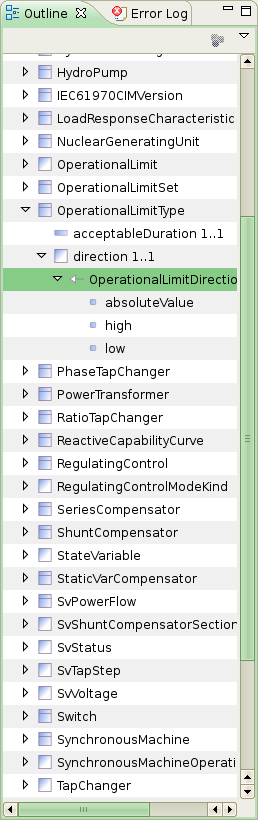 Outline
Error Log
HydroPump
IEC61970CIMVersion
LoadResponseCharacteristic
NuclearGeneratingUnit
OperationalLimit
OperationalLimitSet
OperationalLimitType
acceptableDuration 1..1
direction 1..1
OperationalLimitDirectio
absoluteValue
high
low
PhaseTapChanger
PowerTransformer
RatioTapChanger
ReactiveCapabilityCurve
RegulatingControl
RegulatingControlModeKind
SeriesCompensator
ShuntCompensator
StateVariable
StaticVarCompensator
SvPowerFlow
SvShuntCompensatorSection
SvStatus
SvTapStep
SvVoltage
Switch
SynchronousMachine
SynchronousMachineOperati
TapChanger